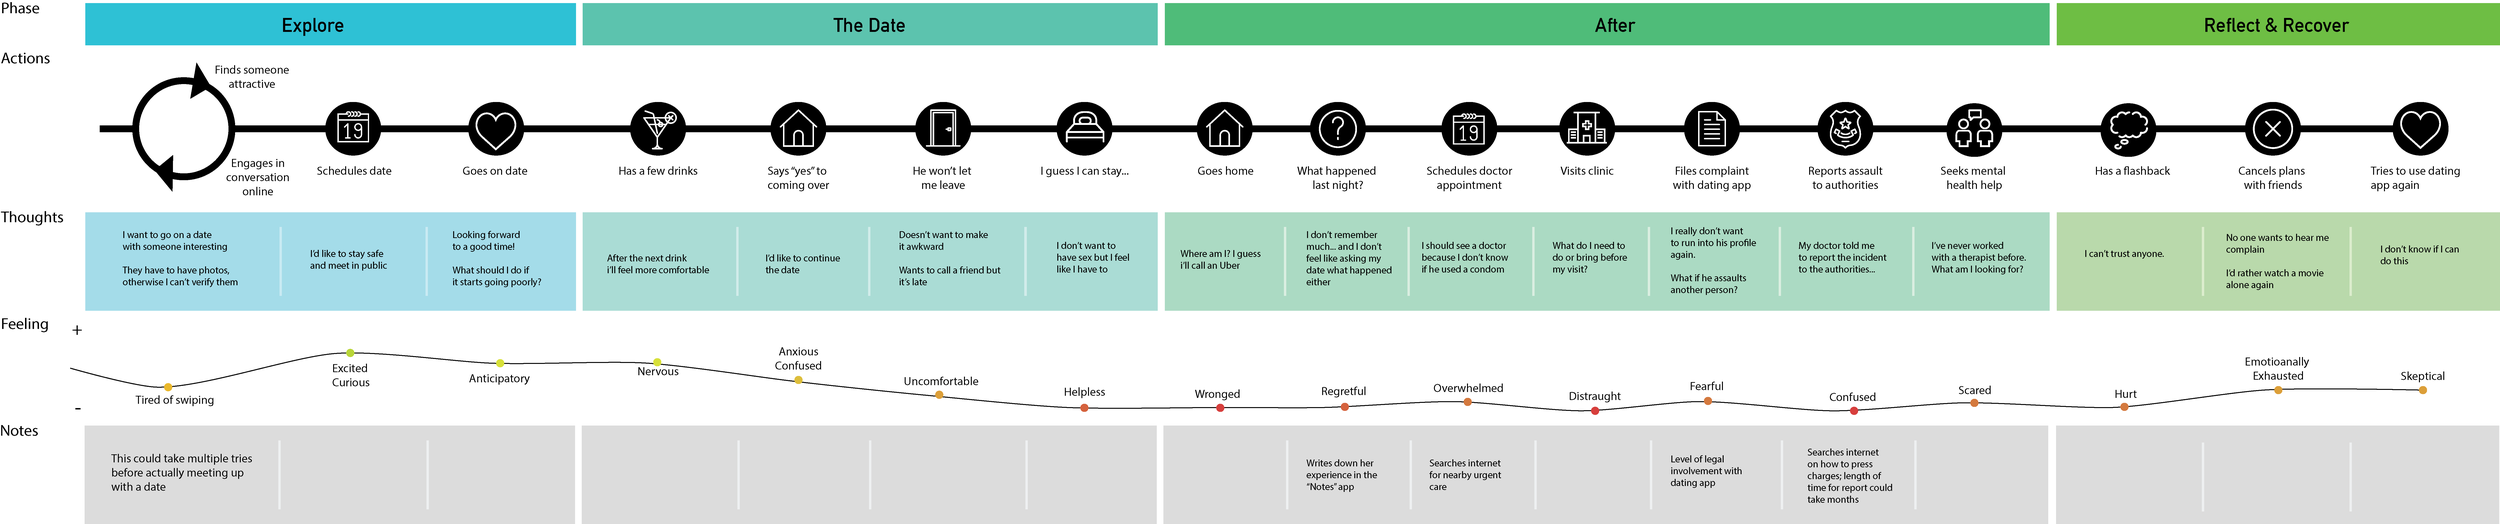 Phase
Explore
The Date
After
Reflect & Recover
Actions
Finds someone
attractive
Engages in
conversation
online
19
Schedules date
Goes on date
Has a few drinks
Says “yes” to
coming over
He won’t let
me leave
I guess I can stay...
Goes home
What happened
last night?
19
Schedules doctor
appointment
Visits clinic
Files complaint
with dating app
Reports assault
to authorities
Seeks mental
health help
Has a flashback
Cancels plans
with friends
Tries to use dating
app again
Thoughts
I want to go on a date
with someone interesting
They have to have photos,
otherwise I can’t verify them
I’d like to stay safe
and meet in public
Looking forward
to a good time!
What should I do if
it starts going poorly?
After the next drink
i’ll feel more comfortable
I’d like to continue
the date
Doesn’t want to make
it awkward
Wants to call a friend but
it’s late
I don’t want to
have sex but I feel
like I have to
Where am I? I guess
i’ll call an Uber
I don’t remember
much... and I don’t
feel like asking my
date what happened
either
I should see a doctor
because I don’t know
if he used a condom
What do I need to
do or bring before
my visit?
I really don’t want
to run into his profile
again.
What if he assaults
another person?
My doctor told me
to report the incident
to the authorities...
I’ve never worked
with a therapist before.
What am I looking for?
I can’t trust anyone.
No one wants to hear me
complain
I’d rather watch a movie
alone again
I don’t know if I can
do this
Feeling
+
-
Tired of swiping
Excited
Curious
Anticipatory
Nervous
Anxious
Confused
Uncomfortable
Helpless
Wronged
Regretful
Overwhelmed
Distraught
Fearful
Confused
Scared
Hurt
Emotioanally
Exhausted
Skeptical
Notes
This could take multiple tries
before actually meeting up
with a date
Writes down her
experience in the
“Notes” app
Searches internet
for nearby urgent
care
Level of legal
involvement with
dating app
Searches internet
on how to press
charges; length of
time for report could
take months